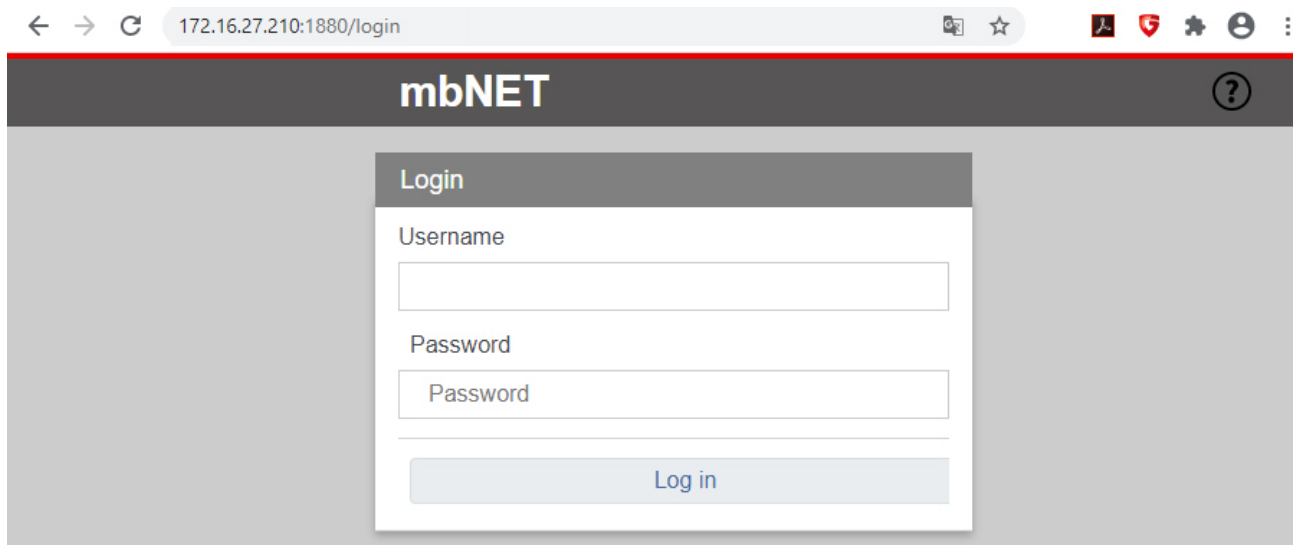 172.16.27.210:1880/login
mbNET
Login
Username
Password
Password
Log in